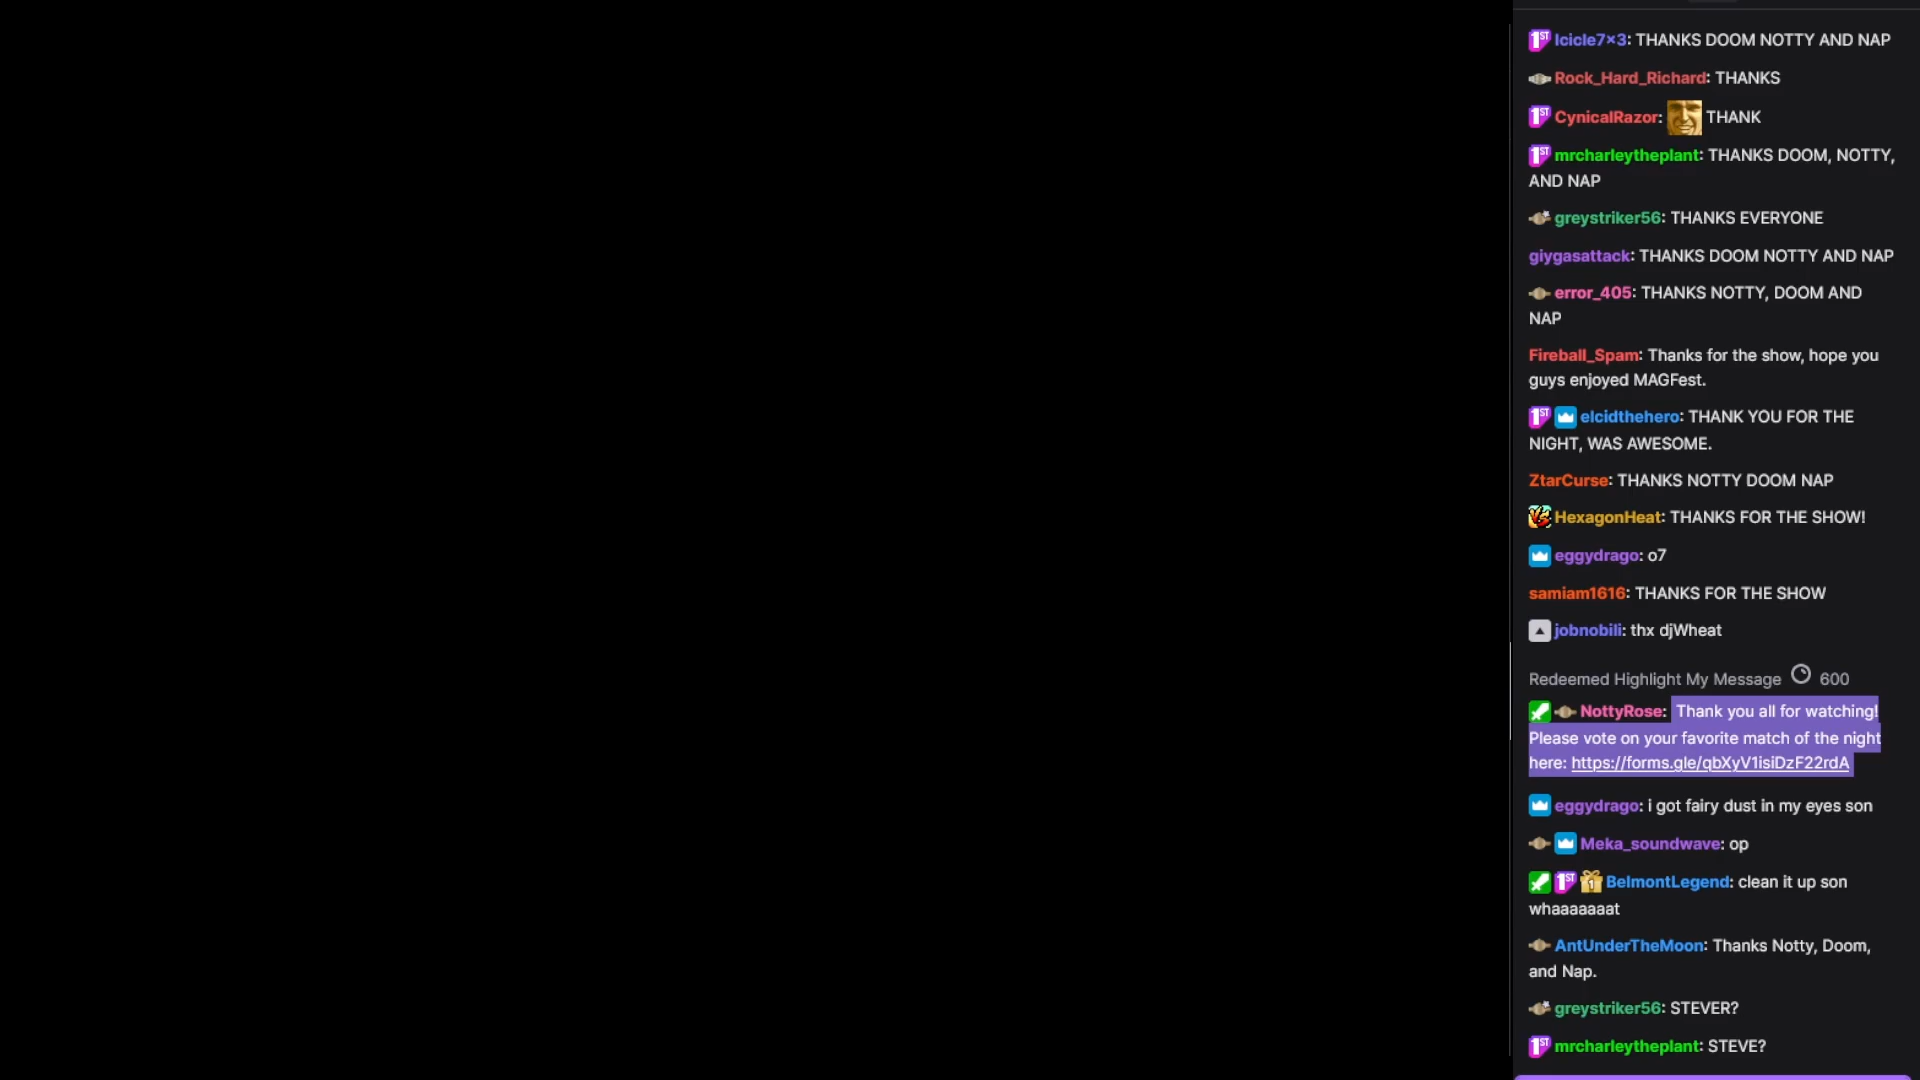 Icicle7x3: THANKS DOOM NOTTY AND NAP
Rock_Hard_Richard: THANKS
CynicalRazor: THANK
mrcharleytheplant: THANKS DOOM, NOTTY,
AND NAP
greystriker56: THANKS EVERYONE
giygasattack: THANKS DOOM NOTTY AND NAP
error_405: THANKS NOTTY, DOOM AND
NAP
Fireball_Spam: Thanks for the show, hope you
guys enjoyed MAGFest.
elcidthehero: THANK YOU FOR THE
NIGHT, WAS AWESOME.
ZtarCurse: THANKS NOTTY DOOM NAP
HexagonHeat: THANKS FOR THE SHOW!
eggydrago: o7
samiam1616: THANKS FOR THE SHOW
jobnobili: thx djWheat
Redeemed Highlight My Message 600
NottyRose: Thank you all for watching!
Please vote on your favorite match of the night
here: https://forms.gle/qbXyV1isiDzF22rdA
eggydrago: i got fairy dust in my eyes son
Meka_soundwave: op
BelmontLegend: clean it up son
whaaaaaaat
AntUnderTheMoon: Thanks Notty, Doom,
and Nap.
greystriker56: STEVER?
mrcharleytheplant: STEVE?